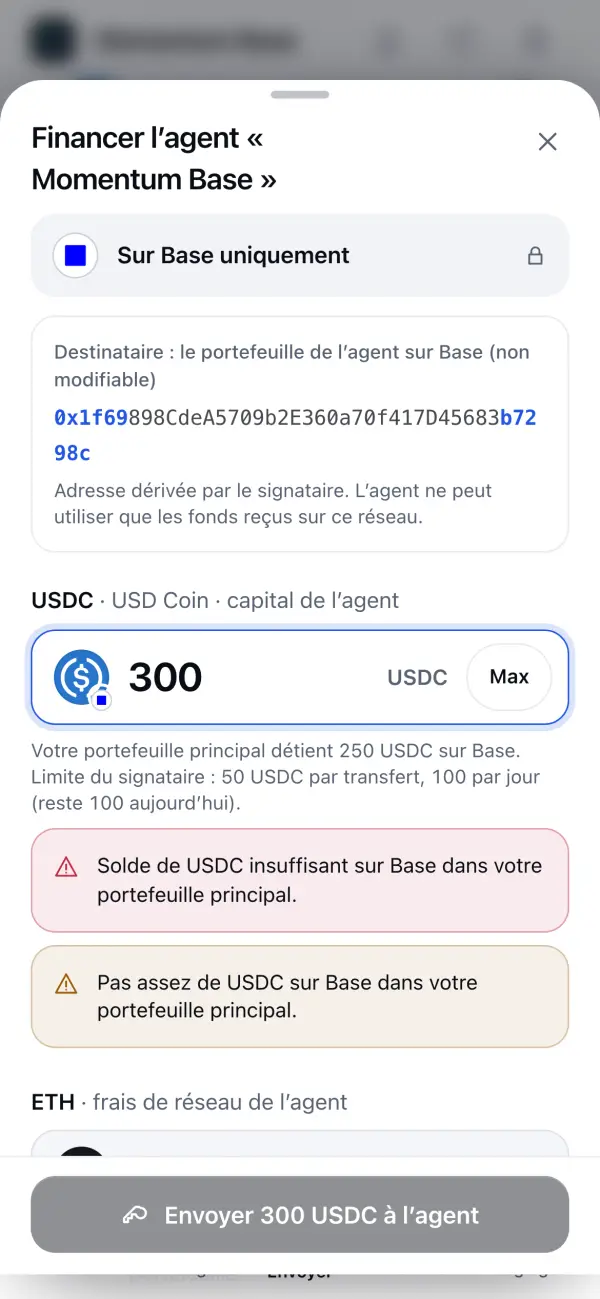 Financer l’agent «
Momentum Base »
Sur Base uniquement
Destinataire : le portefeuille de l’agent sur Base (non
modifiable)
0x1f69898CdeA5709b2E360a70f417D45683b72
98c
Adresse dérivée par le signataire. L’agent ne peut
utiliser que les fonds reçus sur ce réseau.
USDC · USD Coin · capital de l’agent
300 USDC Max
Votre portefeuille principal détient 250 USDC sur Base.
Limite du signataire : 50 USDC par transfert, 100 par jour
(reste 100 aujourd’hui).
Solde de USDC insuffisant sur Base dans votre
portefeuille principal.
Pas assez de USDC sur Base dans votre
portefeuille principal.
ETH · frais de réseau de l’agent
Envoyer 300 USDC à l’agent